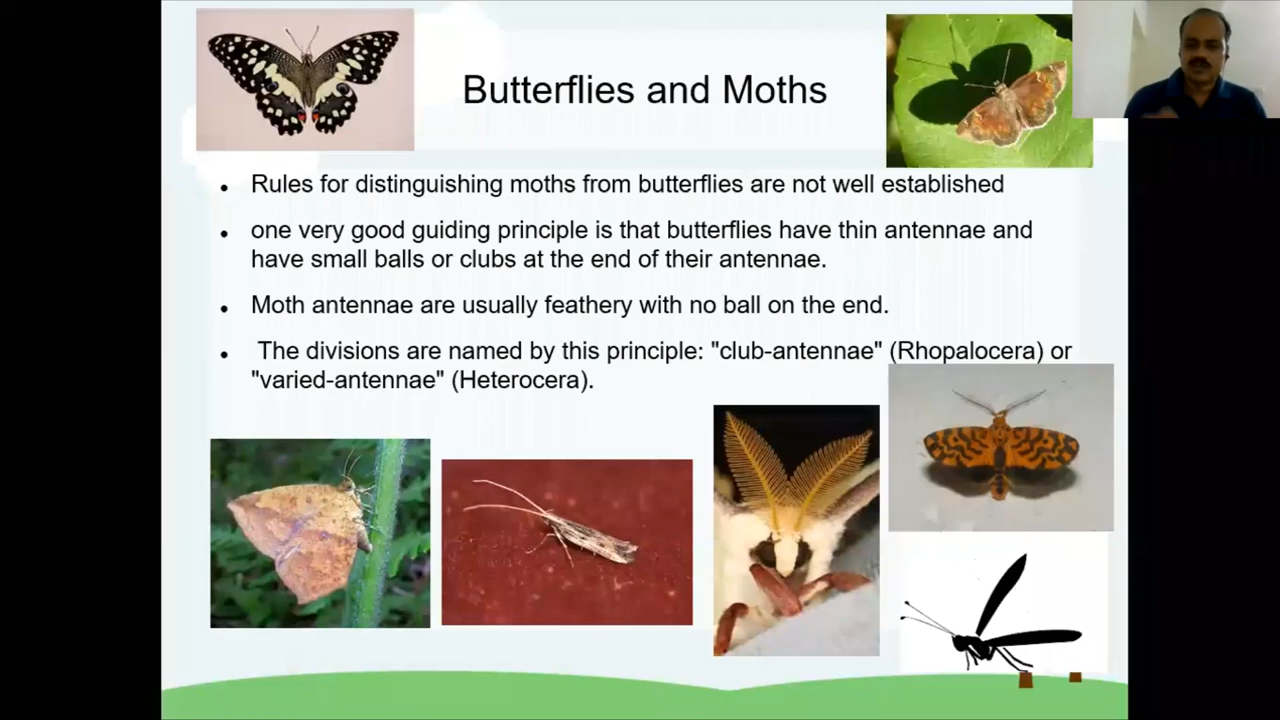 Butterflies and Moths
Rules for distinguishing moths from butterflies are not well established
one very good guiding principle is that butterflies have thin antennae and
have small balls or clubs at the end of their antennae.
Moth antennae are usually feathery with no ball on the end.
The divisions are named by this principle: "club-antennae" (Rhopalocera) or
"varied-antennae" (Heterocera).